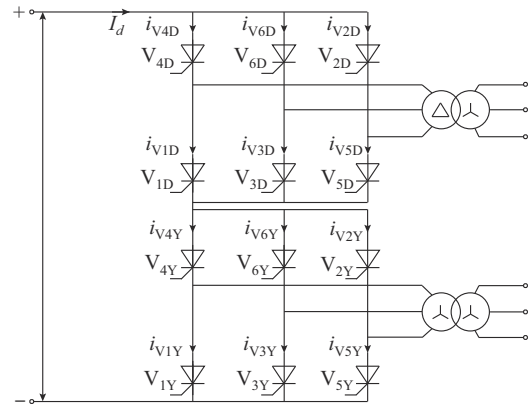 +
I_d
i_V4D i_V6D i_V2D
V_4D V_6D V_2D
i_V1D i_V3D i_V5D
V_1D V_3D V_5D
i_V4Y i_V6Y i_V2Y
V_4Y V_6Y V_2Y
i_V1Y i_V3Y i_V5Y
V_1Y V_3Y V_5Y
−